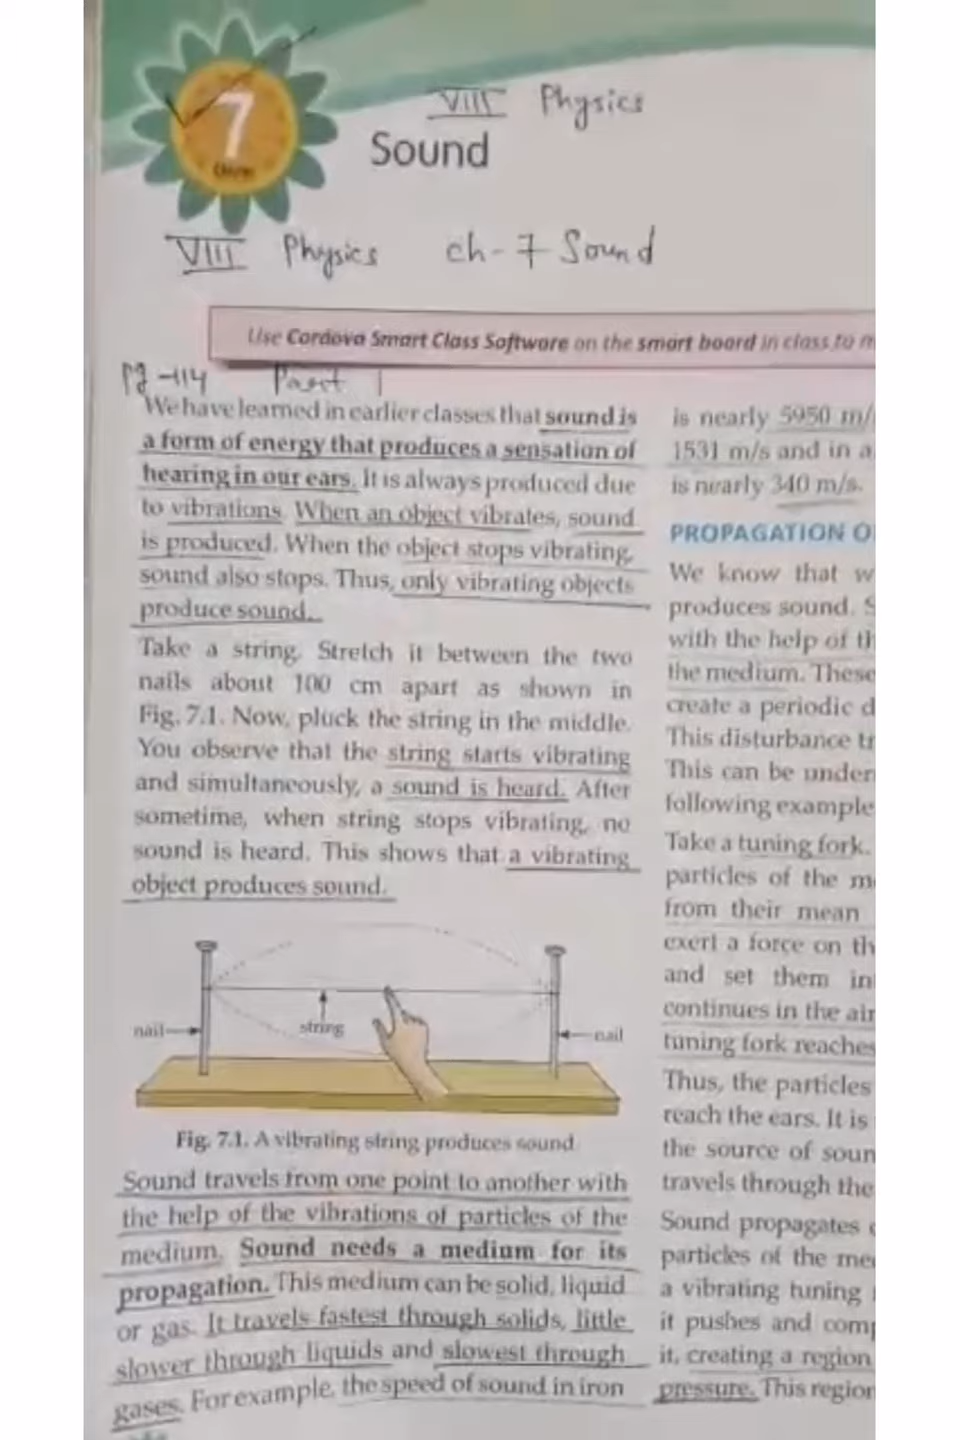 7
VIII Physics
Sound
VIII Physics ch-7 Sound
Use Cordova Smart Class Software on the smart board in class to m
Pg-114 Part 1
We have learned in earlier classes that sound is
a form of energy that produces a sensation of
hearing in our ears. It is always produced due
to vibrations. When an object vibrates, sound
is produced. When the object stops vibrating,
sound also stops. Thus, only vibrating objects
produce sound.
Take a string. Stretch it between the two
nails about 100 cm apart as shown in
Fig. 7.1. Now, pluck the string in the middle.
You observe that the string starts vibrating
and simultaneously, a sound is heard. After
sometime, when string stops vibrating, no
sound is heard. This shows that a vibrating
object produces sound.
nail
string
nail
Fig. 7.1. A vibrating string produces sound
Sound travels from one point to another with
the help of the vibrations of particles of the
medium. Sound needs a medium for its
propagation. This medium can be solid, liquid
or gas. It travels fastest through solids, little
slower through liquids and slowest through
gases. For example, the speed of sound in iron
is nearly 5950 m/
1531 m/s and in a
is nearly 340 m/s.
PROPAGATION O
We know that w
produces sound. S
with the help of th
the medium. These
create a periodic d
This disturbance tr
This can be under
following example
Take a tuning fork.
particles of the m
from their mean
exert a force on th
and set them in
continues in the air
tuning fork reaches
Thus, the particles
reach the ears. It is
the source of soun
travels through the
Sound propagates
particles of the me
a vibrating tuning
it pushes and comp
it, creating a region
pressure. This region